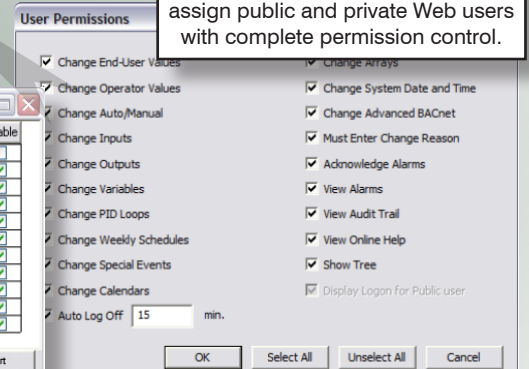 assign public and private Web users
with complete permission control.
User Permissions
Change End-User Values
Change Operator Values
Change Auto/Manual
Change Inputs
Change Outputs
Change Variables
Change PID Loops
Change Weekly Schedules
Change Special Events
Change Calendars
Auto Log Off 15 min.
Change Arrays
Change System Date and Time
Change Advanced BACnet
Must Enter Change Reason
Acknowledge Alarms
View Alarms
View Audit Trail
View Online Help
Show Tree
Display Logon for Public user
OK Select All Unselect All Cancel